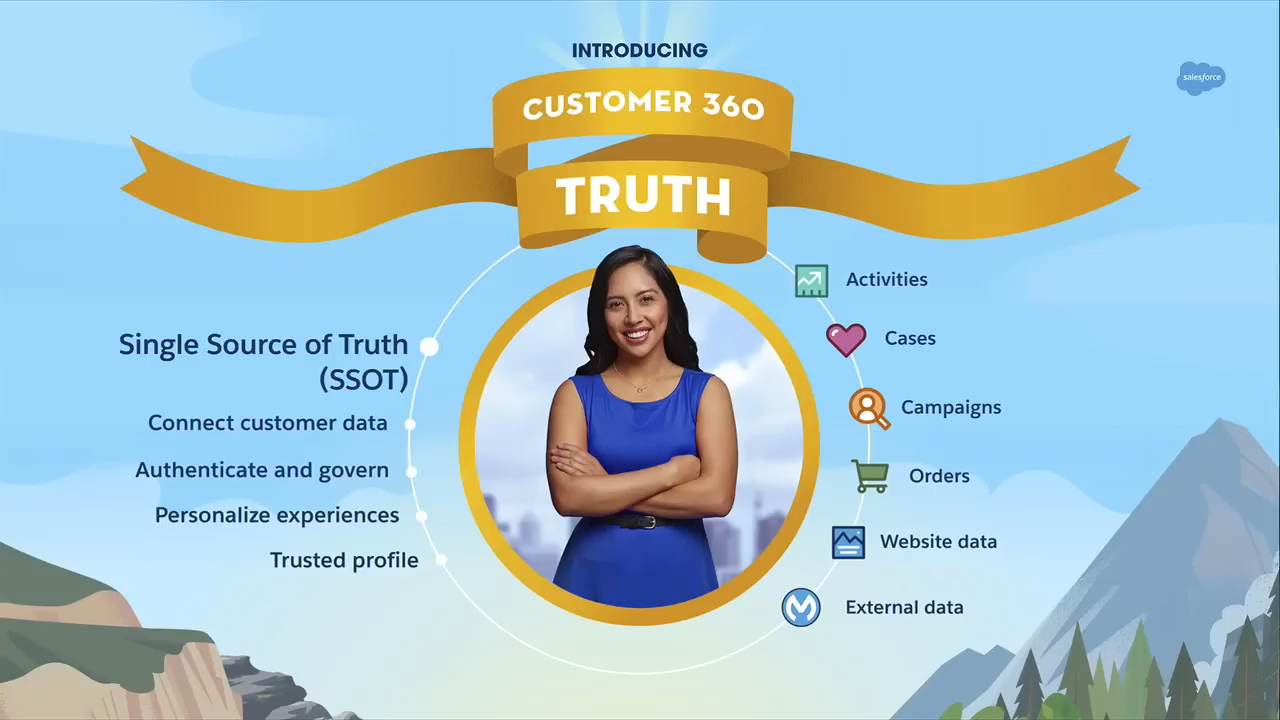 INTRODUCING
CUSTOMER 360
TRUTH
salesforce
Single Source of Truth
(SSOT)
Connect customer data
Authenticate and govern
Personalize experiences
Trusted profile
Activities
Cases
Campaigns
Orders
Website data
External data